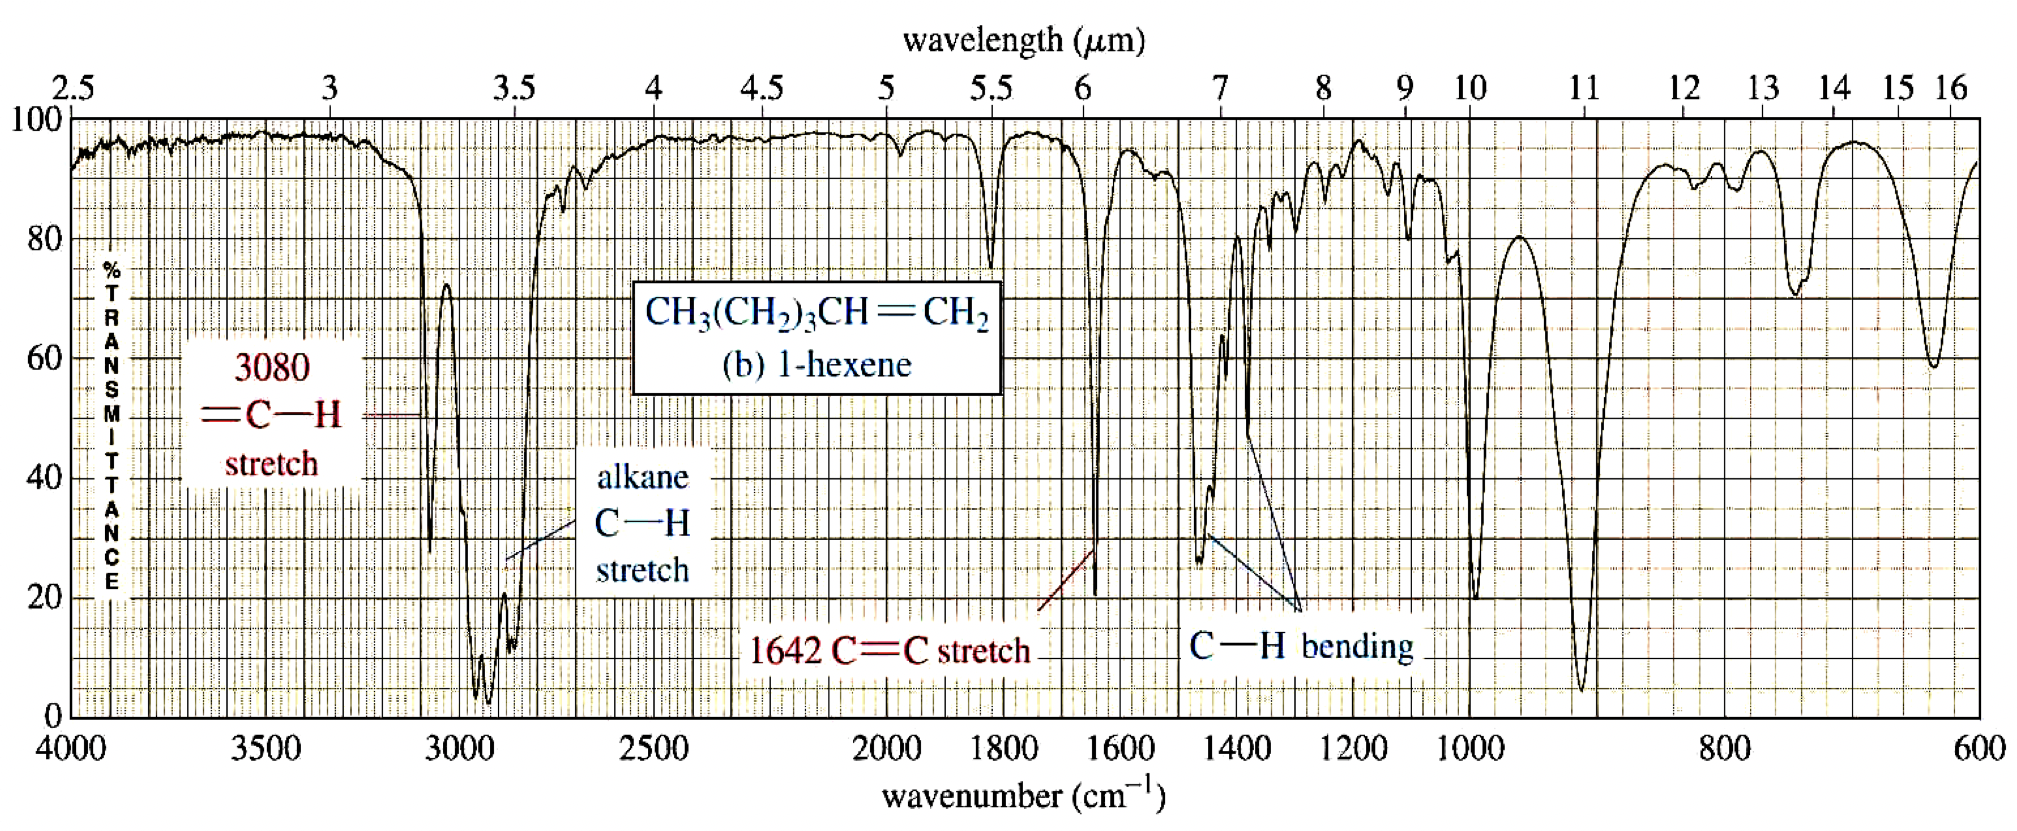 wavelength (μm)
2.5 3 3.5 4 4.5 5 5.5 6 7 8 9 10 11 12 13 14 15 16
100
80
60
40
20
0
%TRANSMITTANCE
3080
=C—H
stretch
alkane
C—H
stretch
CH₃(CH₂)₃CH=CH₂
(b) 1-hexene
1642 C=C stretch
C—H bending
4000 3500 3000 2500 2000 1800 1600 1400 1200 1000 800 600
wavenumber (cm⁻¹)